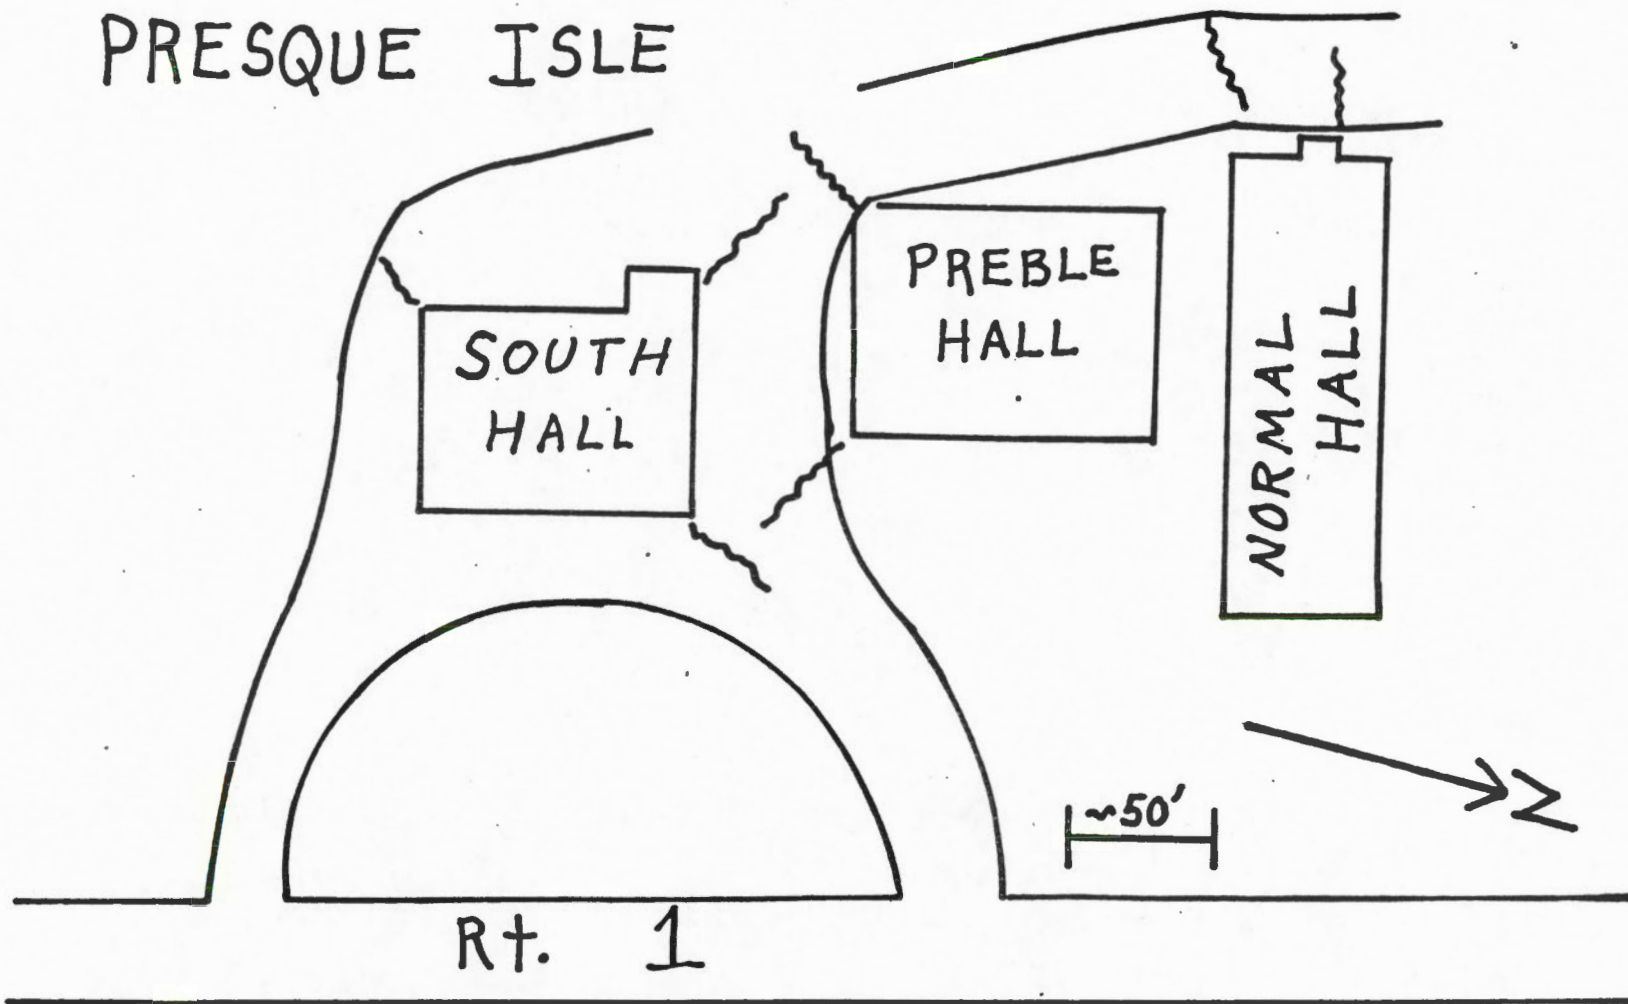 PRESQUE ISLE
PREBLE
HALL
SOUTH
HALL
NORMAL
HALL
~50'
N
Rt. 1